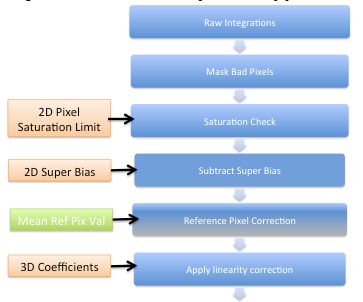 Raw Integrations
Mask Bad Pixels
2D Pixel
Saturation Limit
Saturation Check
2D Super Bias
Subtract Super Bias
Mean Ref Pix Val
Reference Pixel Correction
3D Coefficients
Apply linearity correction